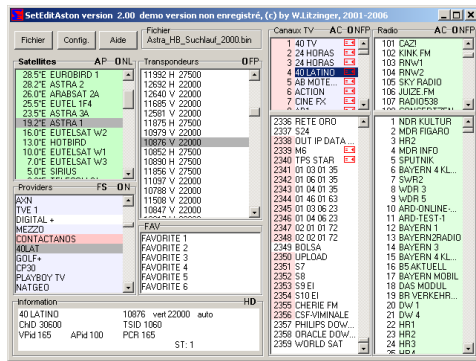 SetEditAston version 2.00 demo version non enregistré, (c) by W.Litzinger, 2001-2006
Fichier Config. Aide
Fichier
Astra_HB_Suchlauf_2000.bin
Satellites AP-ONL
28.5°E EUROBIRD 1
28.2°E ASTRA 2
26.0°E ARABSAT 2A
25.5°E EUTEL 1F4
23.5°E ASTRA 3A
19.2°E ASTRA 1
16.0°E EUTELSAT W2
13.0°E HOTBIRD
10.0°E EUTELSAT W1
7.0°E EUTELSAT W3
5.0°E SIRIUS
Transpondeurs OFP
11992 H 27500
12692 H 22000
12640 V 22000
11685 V 22000
12581 V 22000
11875 H 27500
10979 V 22000
10876 V 22000
10852 H 22000
10890 H 22000
11856 V 27500
11097 V 22000
10788 V 22000
11508 V 22000
10847 V 22000
Providers FS--ON
AXN
TVE 1
DIGITAL +
MEZZO
CONTACTANOS
40LAT
GOLF+
CP30
PLAYBOY TV
NATGEO
FAV
FAVORITE 1
FAVORITE 2
FAVORITE 3
FAVORITE 4
FAVORITE 5
FAVORITE 6
Information HD
40 LATINO 10876 vert 22000 auto
ChID 30600 TSID 1060
VPid 165 APid 100 PCR 165
ST: 1
Canaux TV AC-ONFP
1 40 TV
2 24 HORAS
3 24 HORAS
4 40 LATINO
5 AB MOTE...
6 ACTION
7 CINE FX
2336 RETE ORO
2337 S24
2338 OUT IP DATA ...
2339 M6
2340 TPS STAR
2341 01 03 01 35
2342 01 06 01 35
2343 01 04 01 35
2344 01 46 01 63
2345 01 03 06 23
2346 01 04 06 23
2347 02 01 01 72
2348 02 02 01 72
2349 BOLSA
2350 UPLOAD
2351 S7
2352 S8
2353 S9 EI
2354 S10 EI
2355 CHERIE FM
2356 CSF-VIMINALE
2357 PHILIPS DOW...
2358 ORACLE DOW...
2359 WORLD SAT
Radio AC-ONFP
101 CAZ!
102 KINK FM
103 RNW1
104 RNW2
105 SKY RADIO
106 JUIZE.FM
107 RADIO538
1 NDR KULTUR
2 MDR FIGARO
3 HR2
4 MDR INFO
5 SPUTNIK
6 BAYERN 4 KL...
7 SWR2
8 WDR 3
9 WDR 5
10 ARD-ONLINE-...
11 ARD-TEST-1
12 BAYERN 1
13 BAYERN2RADIO
14 BAYERN 3
15 BAYERN 4 KL...
16 B5 AKTUELL
17 BAYERN MOBIL
18 DAS MODUL
19 BR VERKEHR...
20 DW 1
21 DW 4
22 HR1
23 HR2
24 HR3
25 HR4